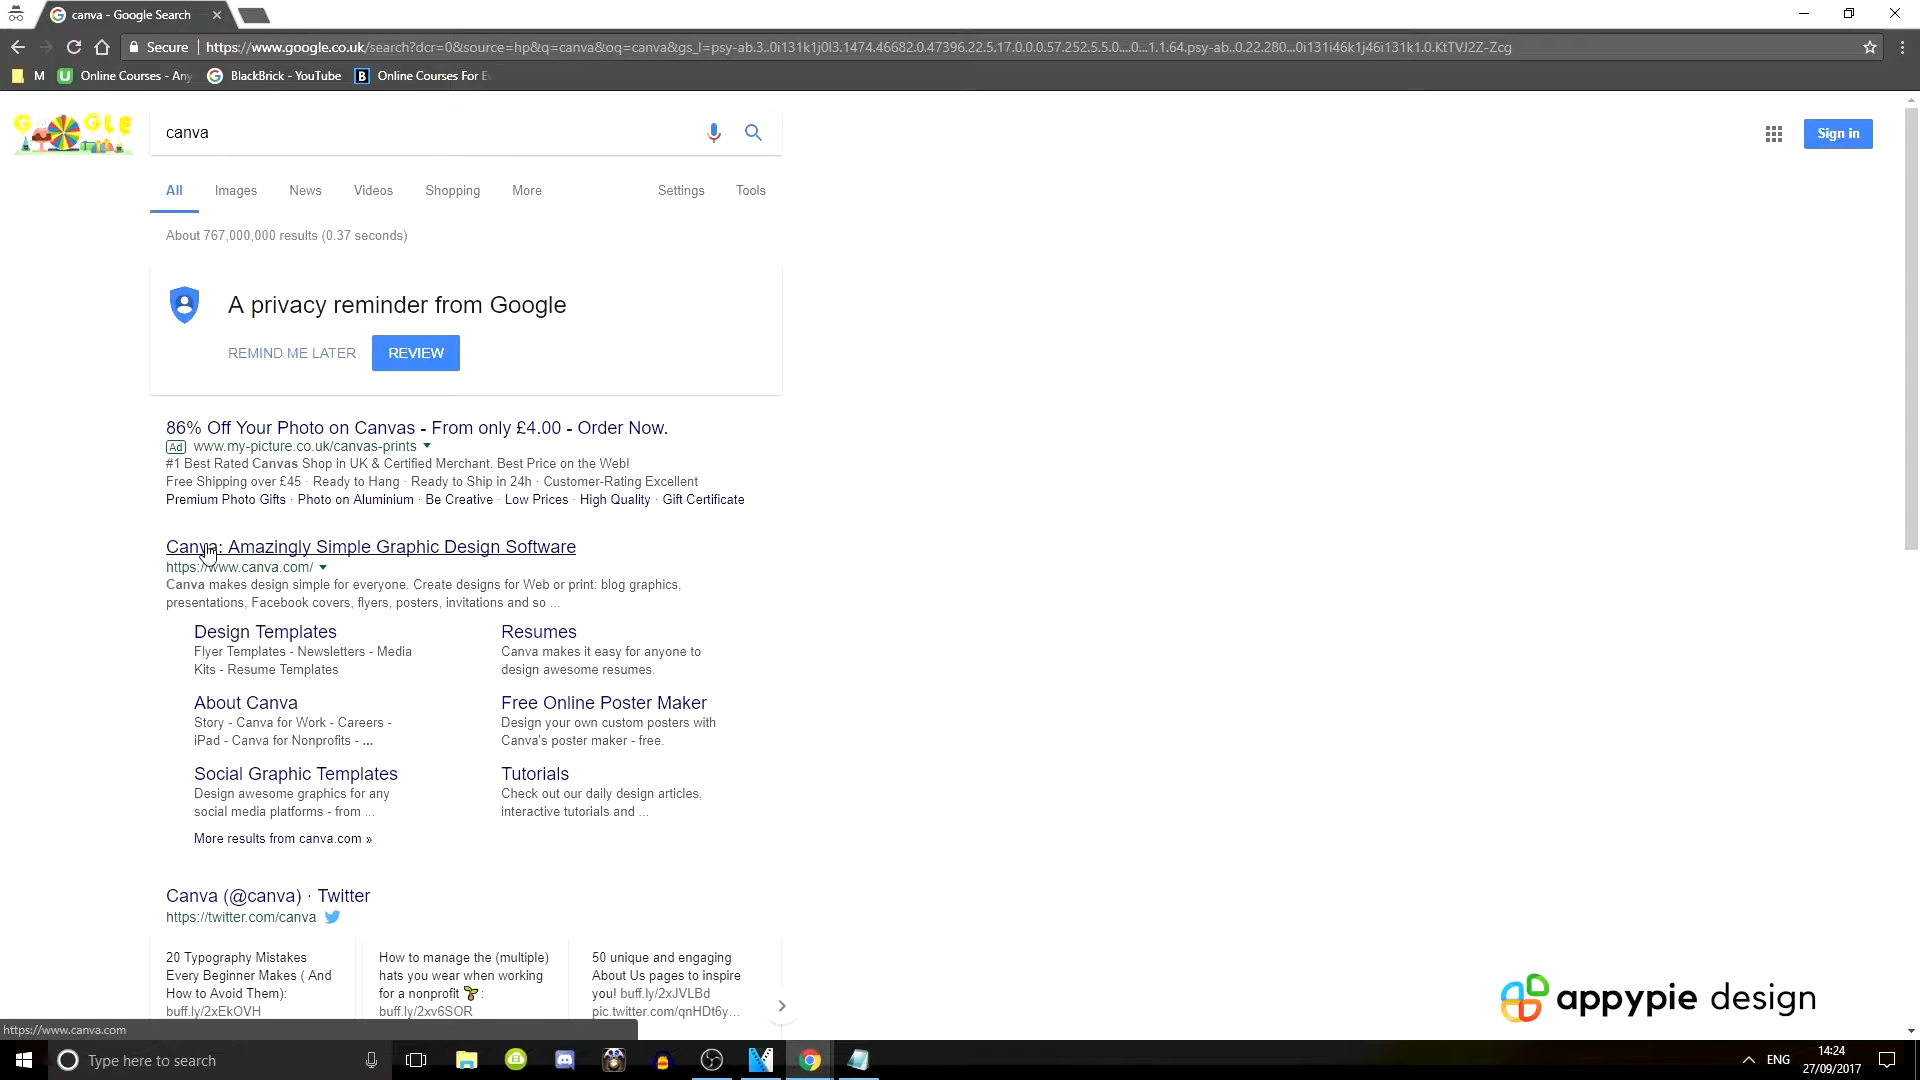 canva - Google Search
Secure
https://www.google.co.uk/search?dcr=0&source=hp&q=canva&oq=canva&gs_l=psy-ab.3..0i131k1j0l3.1474.46682.0.47396.22.5.17.0.0.0.57.252.5.5.0....0...1.1.64.psy-ab..0.22.280...0i131i46k1j46i131k1.0.KtTVJ2Z-Zcg
M Online Courses - Any BlackBrick - YouTube Online Courses For E
canva
Sign in
All Images News Videos Shopping More Settings Tools
About 767,000,000 results (0.37 seconds)
A privacy reminder from Google
REMIND ME LATER REVIEW
86% Off Your Photo on Canvas - From only £4.00 - Order Now.
Ad www.my-picture.co.uk/canvas-prints
#1 Best Rated Canvas Shop in UK & Certified Merchant. Best Price on the Web!
Free Shipping over £45 · Ready to Hang · Ready to Ship in 24h · Customer-Rating Excellent
Premium Photo Gifts · Photo on Aluminium · Be Creative · Low Prices · High Quality · Gift Certificate
Canva: Amazingly Simple Graphic Design Software
https://www.canva.com/
Canva makes design simple for everyone. Create designs for Web or print: blog graphics,
presentations, Facebook covers, flyers, posters, invitations and so ...
Design Templates
Flyer Templates - Newsletters - Media
Kits - Resume Templates
Resumes
Canva makes it easy for anyone to
design awesome resumes.
About Canva
Story - Canva for Work - Careers -
iPad - Canva for Nonprofits - ...
Free Online Poster Maker
Design your own custom posters with
Canva's poster maker - free.
Social Graphic Templates
Design awesome graphics for any
social media platforms - from ...
Tutorials
Check out our daily design articles,
interactive tutorials and ...
More results from canva.com »
Canva (@canva) · Twitter
https://twitter.com/canva
20 Typography Mistakes
Every Beginner Makes ( And
How to Avoid Them):
buff.ly/2xEkOVH
How to manage the (multiple)
hats you wear when working
for a nonprofit :
buff.ly/2xv6SOR
50 unique and engaging
About Us pages to inspire
you! buff.ly/2xJVLBd
pic.twitter.com/qnHDt6y...
appypie design
https://www.canva.com
Type here to search
ENG
14:24
27/09/2017